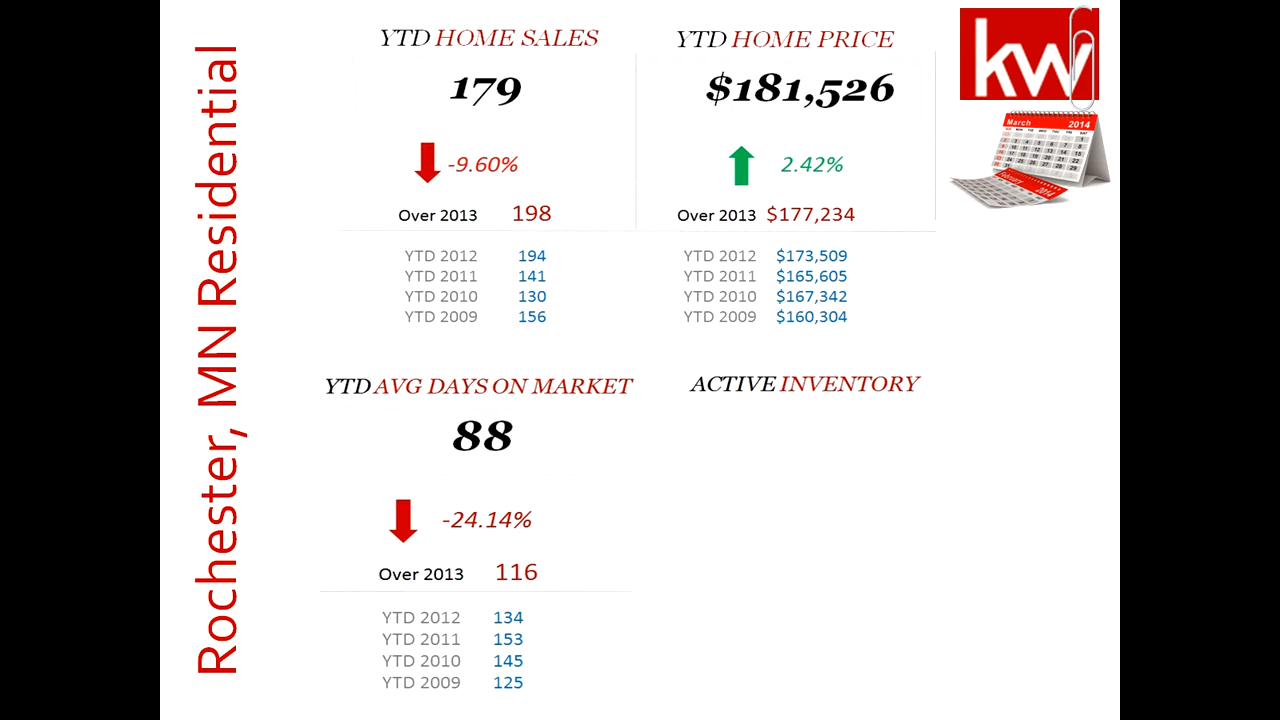 Rochester, MN Residential
YTD HOME SALES
179
-9.60%
Over 2013 198
YTD 2012 194
YTD 2011 141
YTD 2010 130
YTD 2009 156
YTD HOME PRICE
$181,526
2.42%
Over 2013 $177,234
YTD 2012 $173,509
YTD 2011 $165,605
YTD 2010 $167,342
YTD 2009 $160,304
kw
March 2014
February 2014
YTD AVG DAYS ON MARKET
88
-24.14%
Over 2013 116
YTD 2012 134
YTD 2011 153
YTD 2010 145
YTD 2009 125
ACTIVE INVENTORY